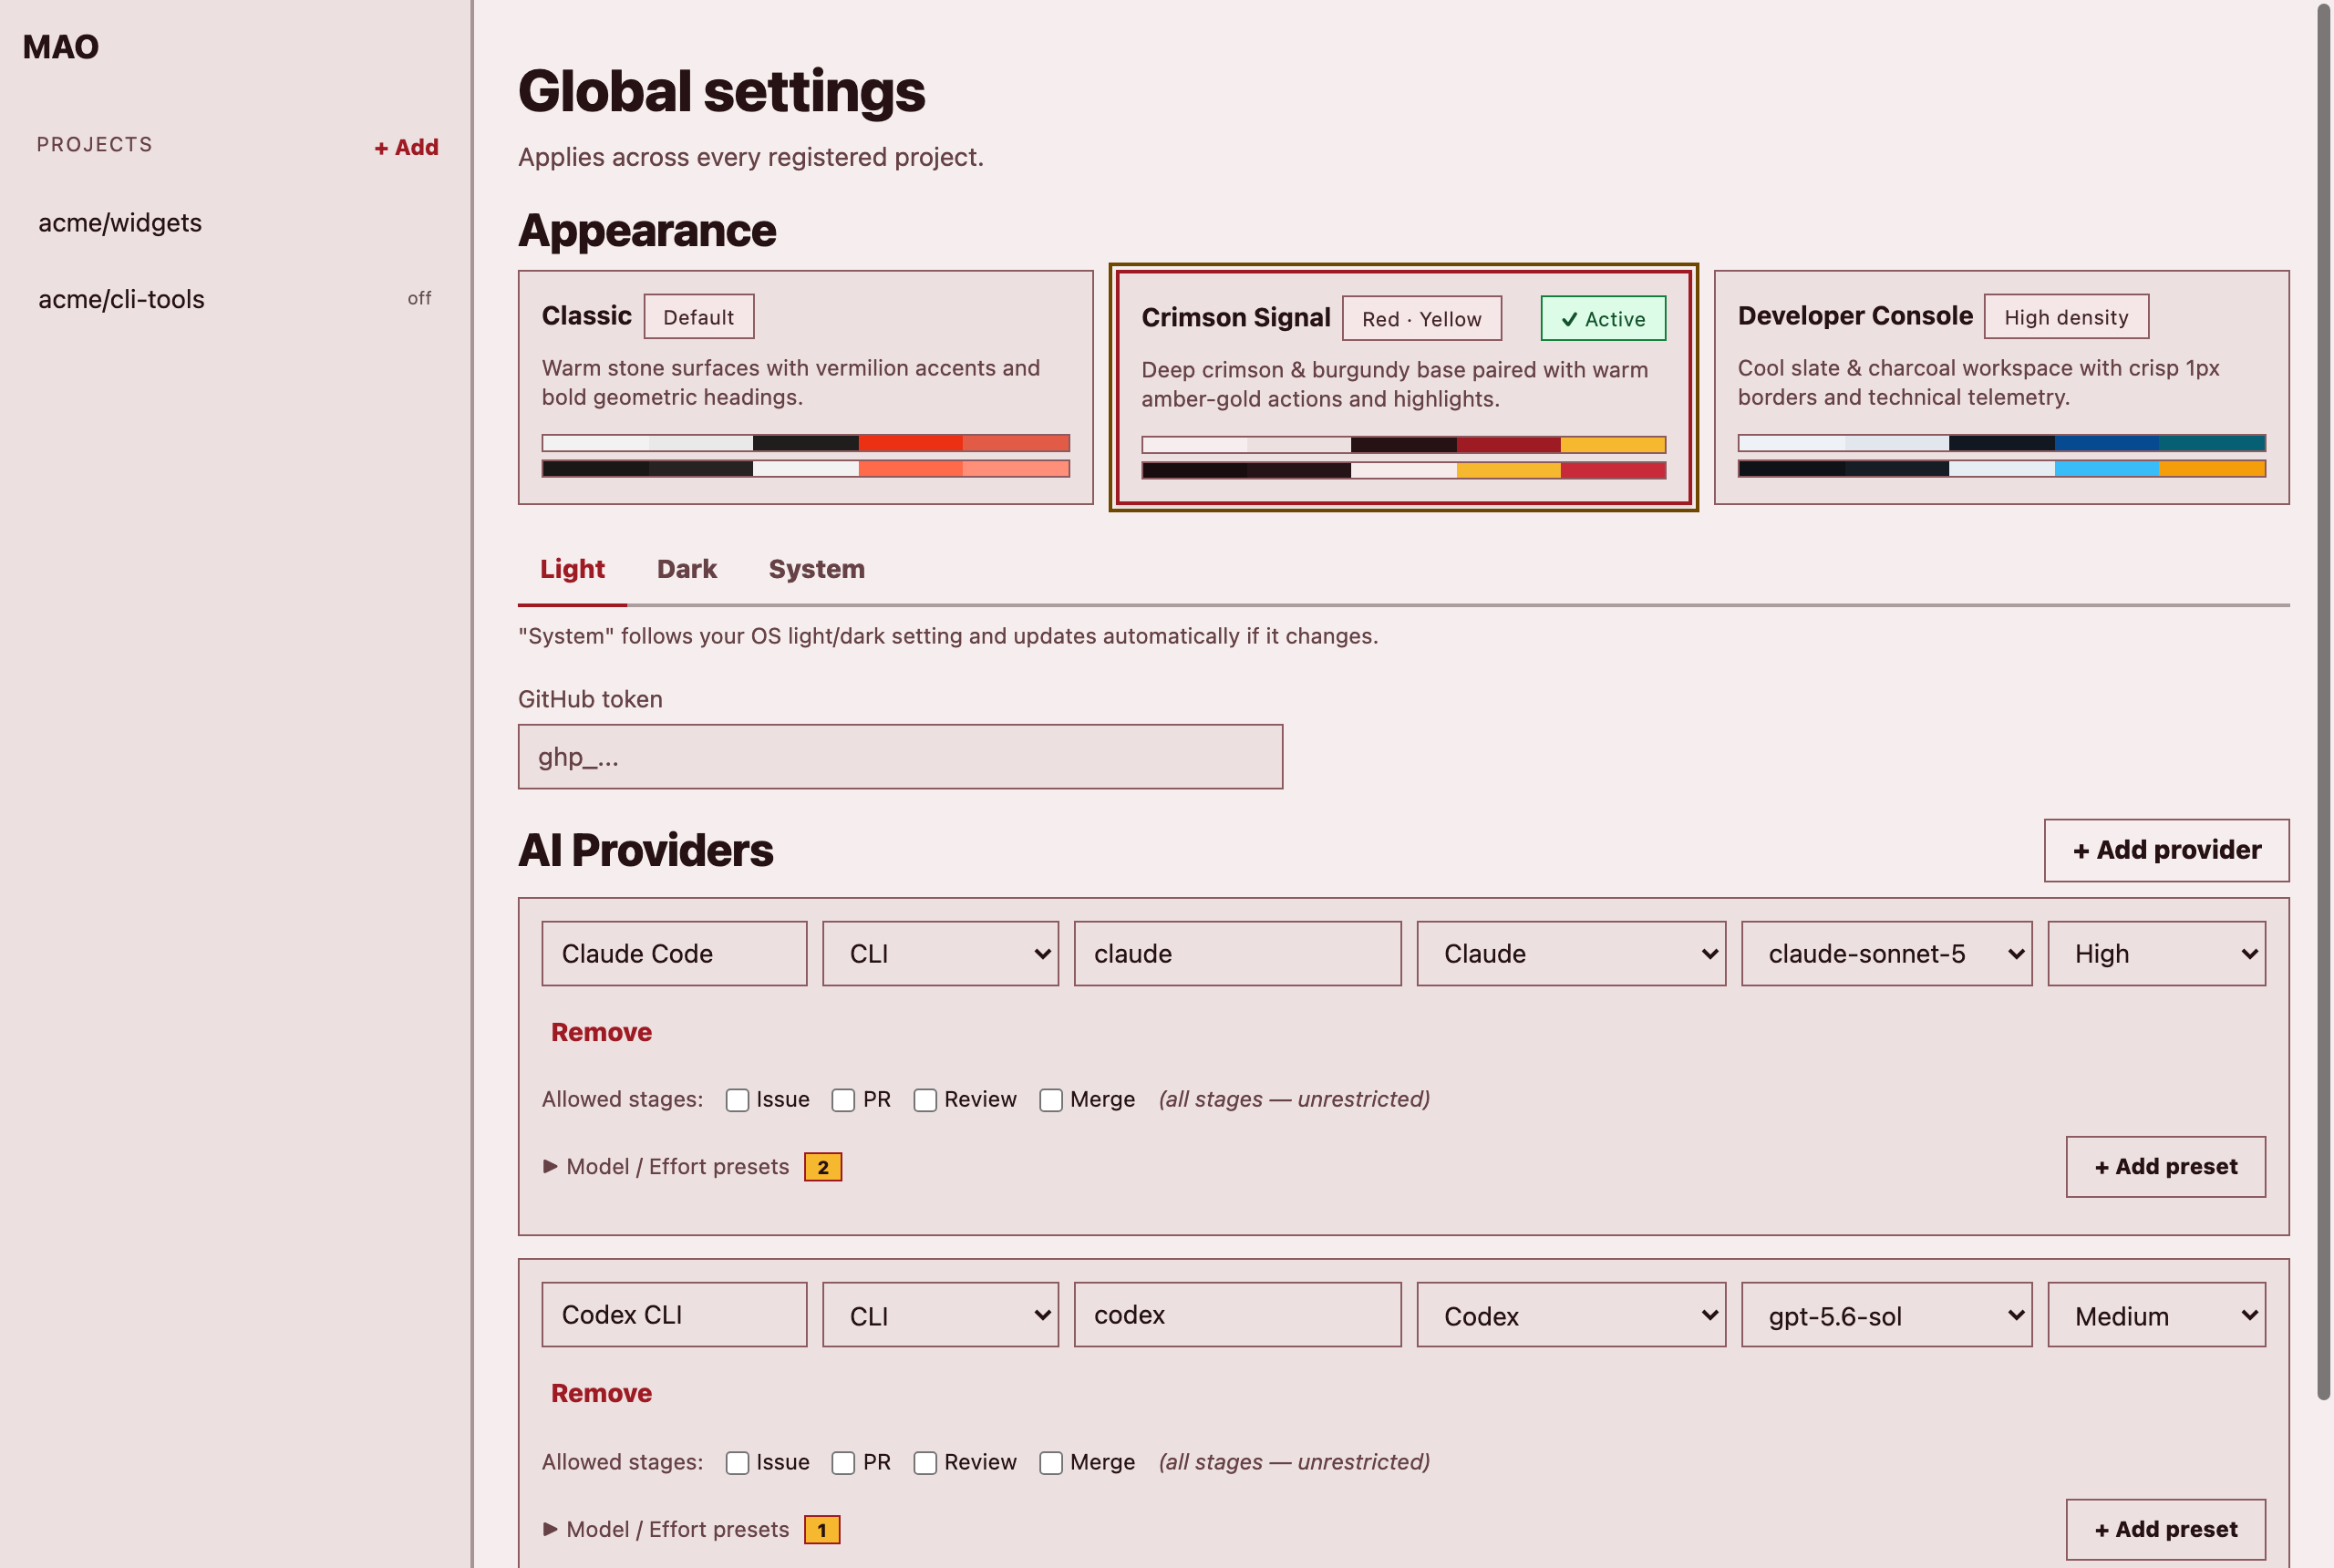 MAO
PROJECTS
+ Add
acme/widgets
acme/cli-tools
off
Global settings
Applies across every registered project.
Appearance
Classic
Default
Warm stone surfaces with vermilion accents and
bold geometric headings.
Crimson Signal
Red · Yellow
✓ Active
Deep crimson & burgundy base paired with warm
amber-gold actions and highlights.
Developer Console
High density
Cool slate & charcoal workspace with crisp 1px
borders and technical telemetry.
Light
Dark
System
"System" follows your OS light/dark setting and updates automatically if it changes.
GitHub token
ghp_...
AI Providers
+ Add provider
Claude Code
CLI
claude
Claude
claude-sonnet-5
High
Remove
Allowed stages:
Issue
PR
Review
Merge
(all stages — unrestricted)
▶ Model / Effort presets
2
+ Add preset
Codex CLI
CLI
codex
Codex
gpt-5.6-sol
Medium
Remove
Allowed stages:
Issue
PR
Review
Merge
(all stages — unrestricted)
▶ Model / Effort presets
1
+ Add preset